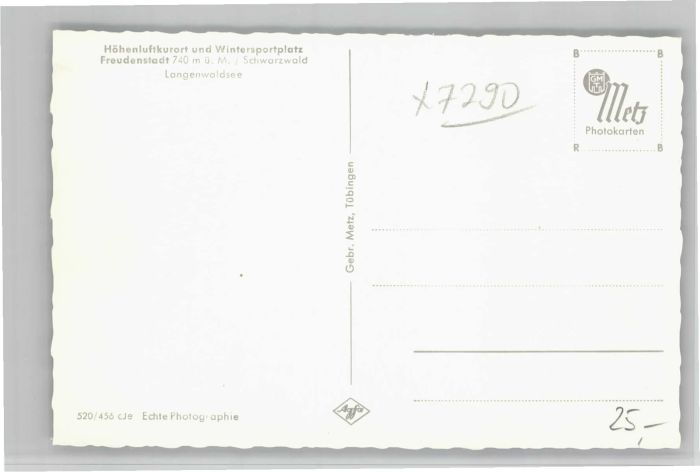 Höhenluftkurort und Wintersportplatz
Freudenstadt 740 m ü. M. / Schwarzwald
Langenwaldsee
x7290
B B
GM
T
Metz
Photokarten
R B
Gebr. Metz, Tübingen
520/456 cJe Echte Photographie
Agfa
25,-